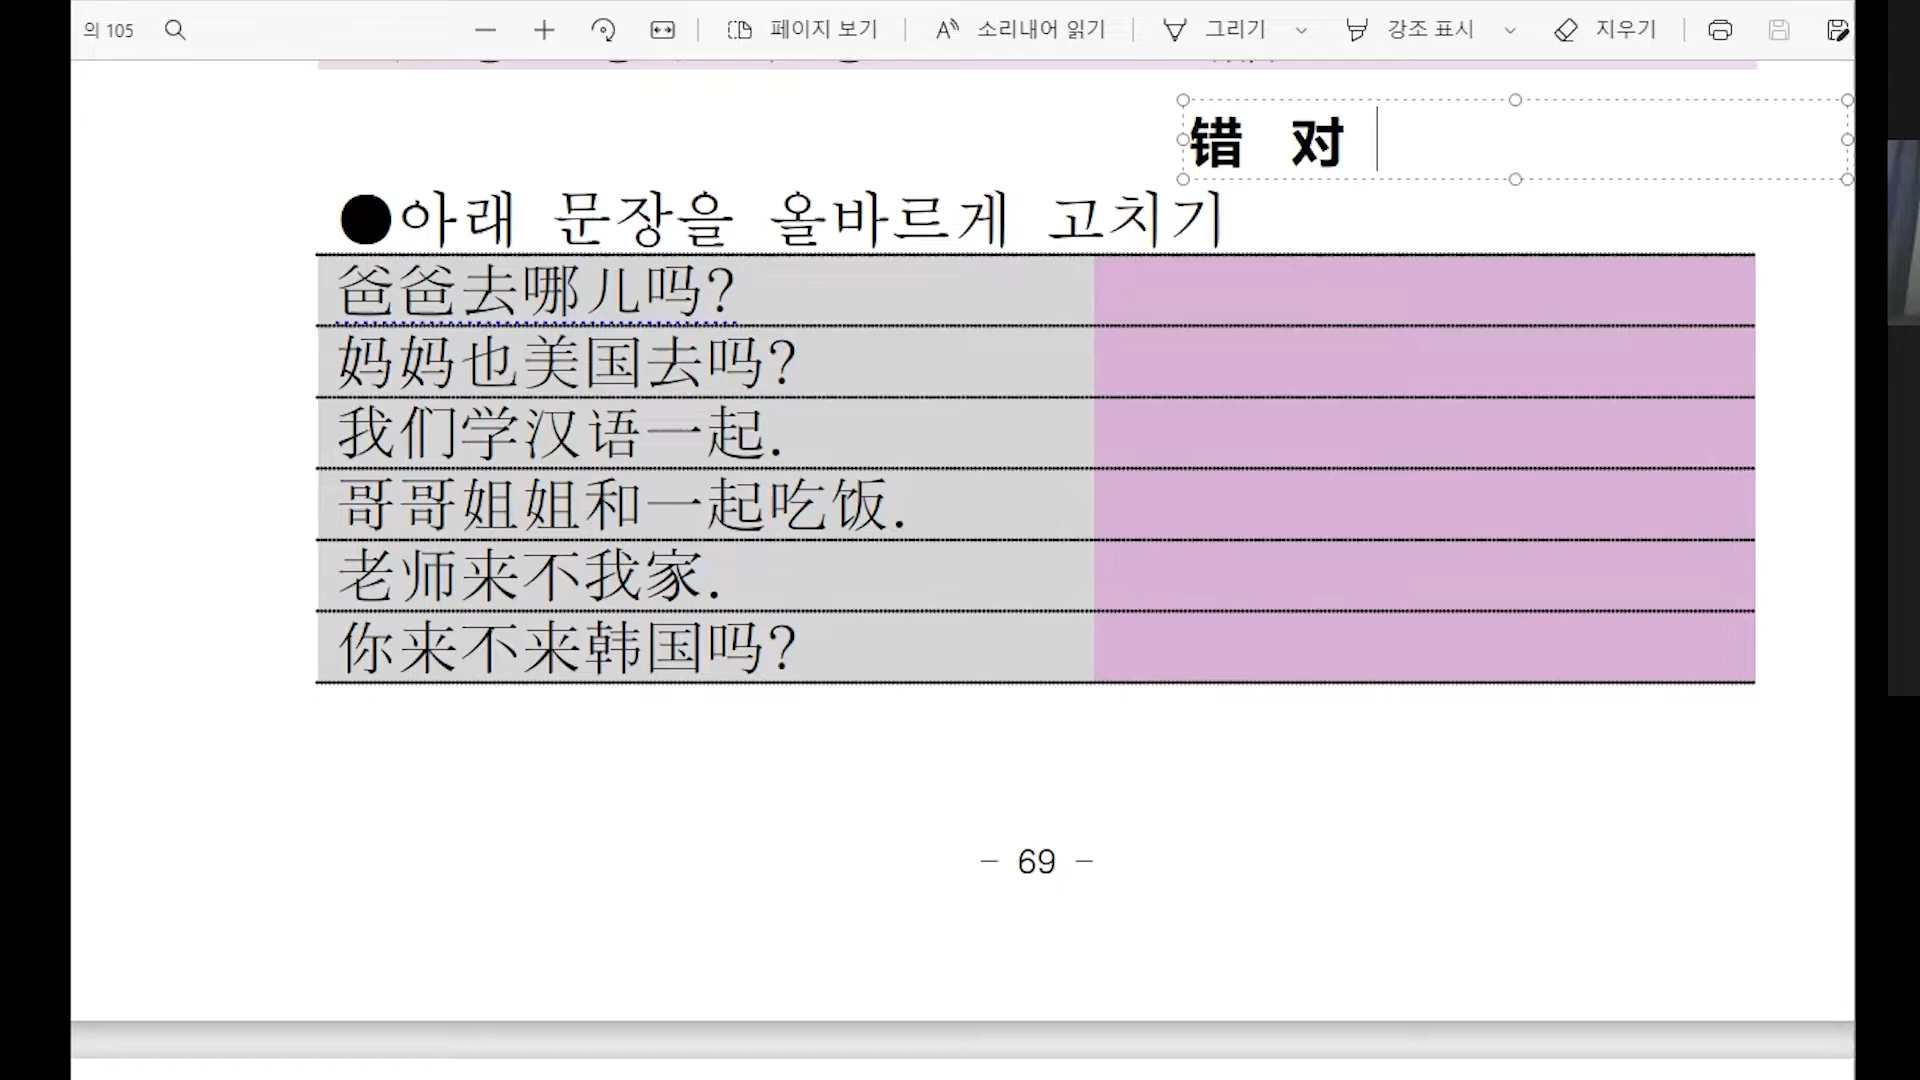 의 105 페이지 보기 소리내어 읽기 그리기 강조 표시 지우기
错 对
●아래 문장을 올바르게 고치기
爸爸去哪儿吗?
妈妈也美国去吗?
我们学汉语一起.
哥哥姐姐和一起吃饭.
老师来不我家.
你来不来韩国吗?
- 69 -